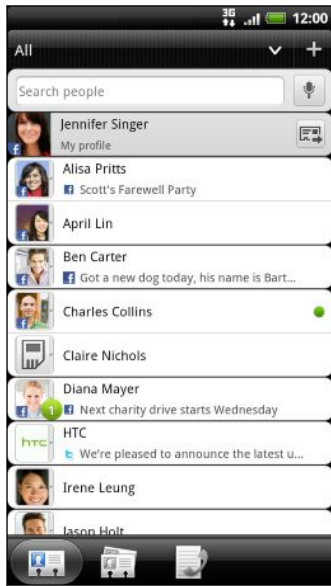 3G
12:00
All
Search people
Jennifer Singer
My profile
Alisa Pritts
Scott's Farewell Party
April Lin
Ben Carter
Got a new dog today, his name is Bart...
Charles Collins
Claire Nichols
Diana Mayer
1
Next charity drive starts Wednesday
hTC
HTC
We're pleased to announce the latest u...
Irene Leung
Jason Holt